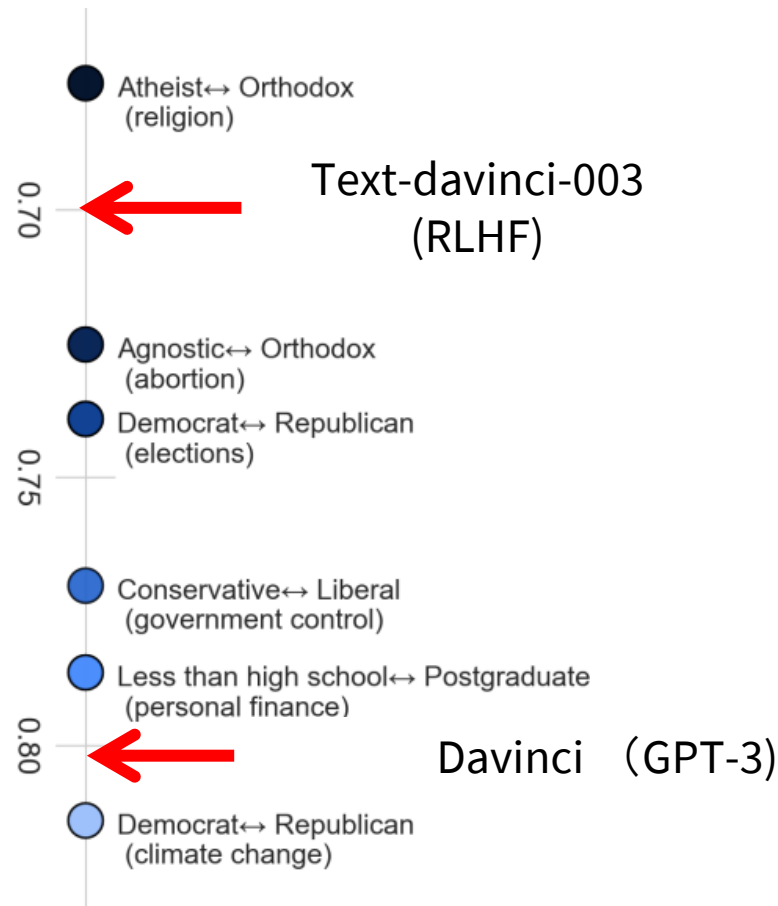 Atheist↔ Orthodox
(religion)
Text-davinci-003
(RLHF)
0.70
Agnostic↔ Orthodox
(abortion)
Democrat↔ Republican
(elections)
0.75
Conservative↔ Liberal
(government control)
Less than high school↔ Postgraduate
(personal finance)
0.80
Davinci （GPT-3)
Democrat↔ Republican
(climate change)